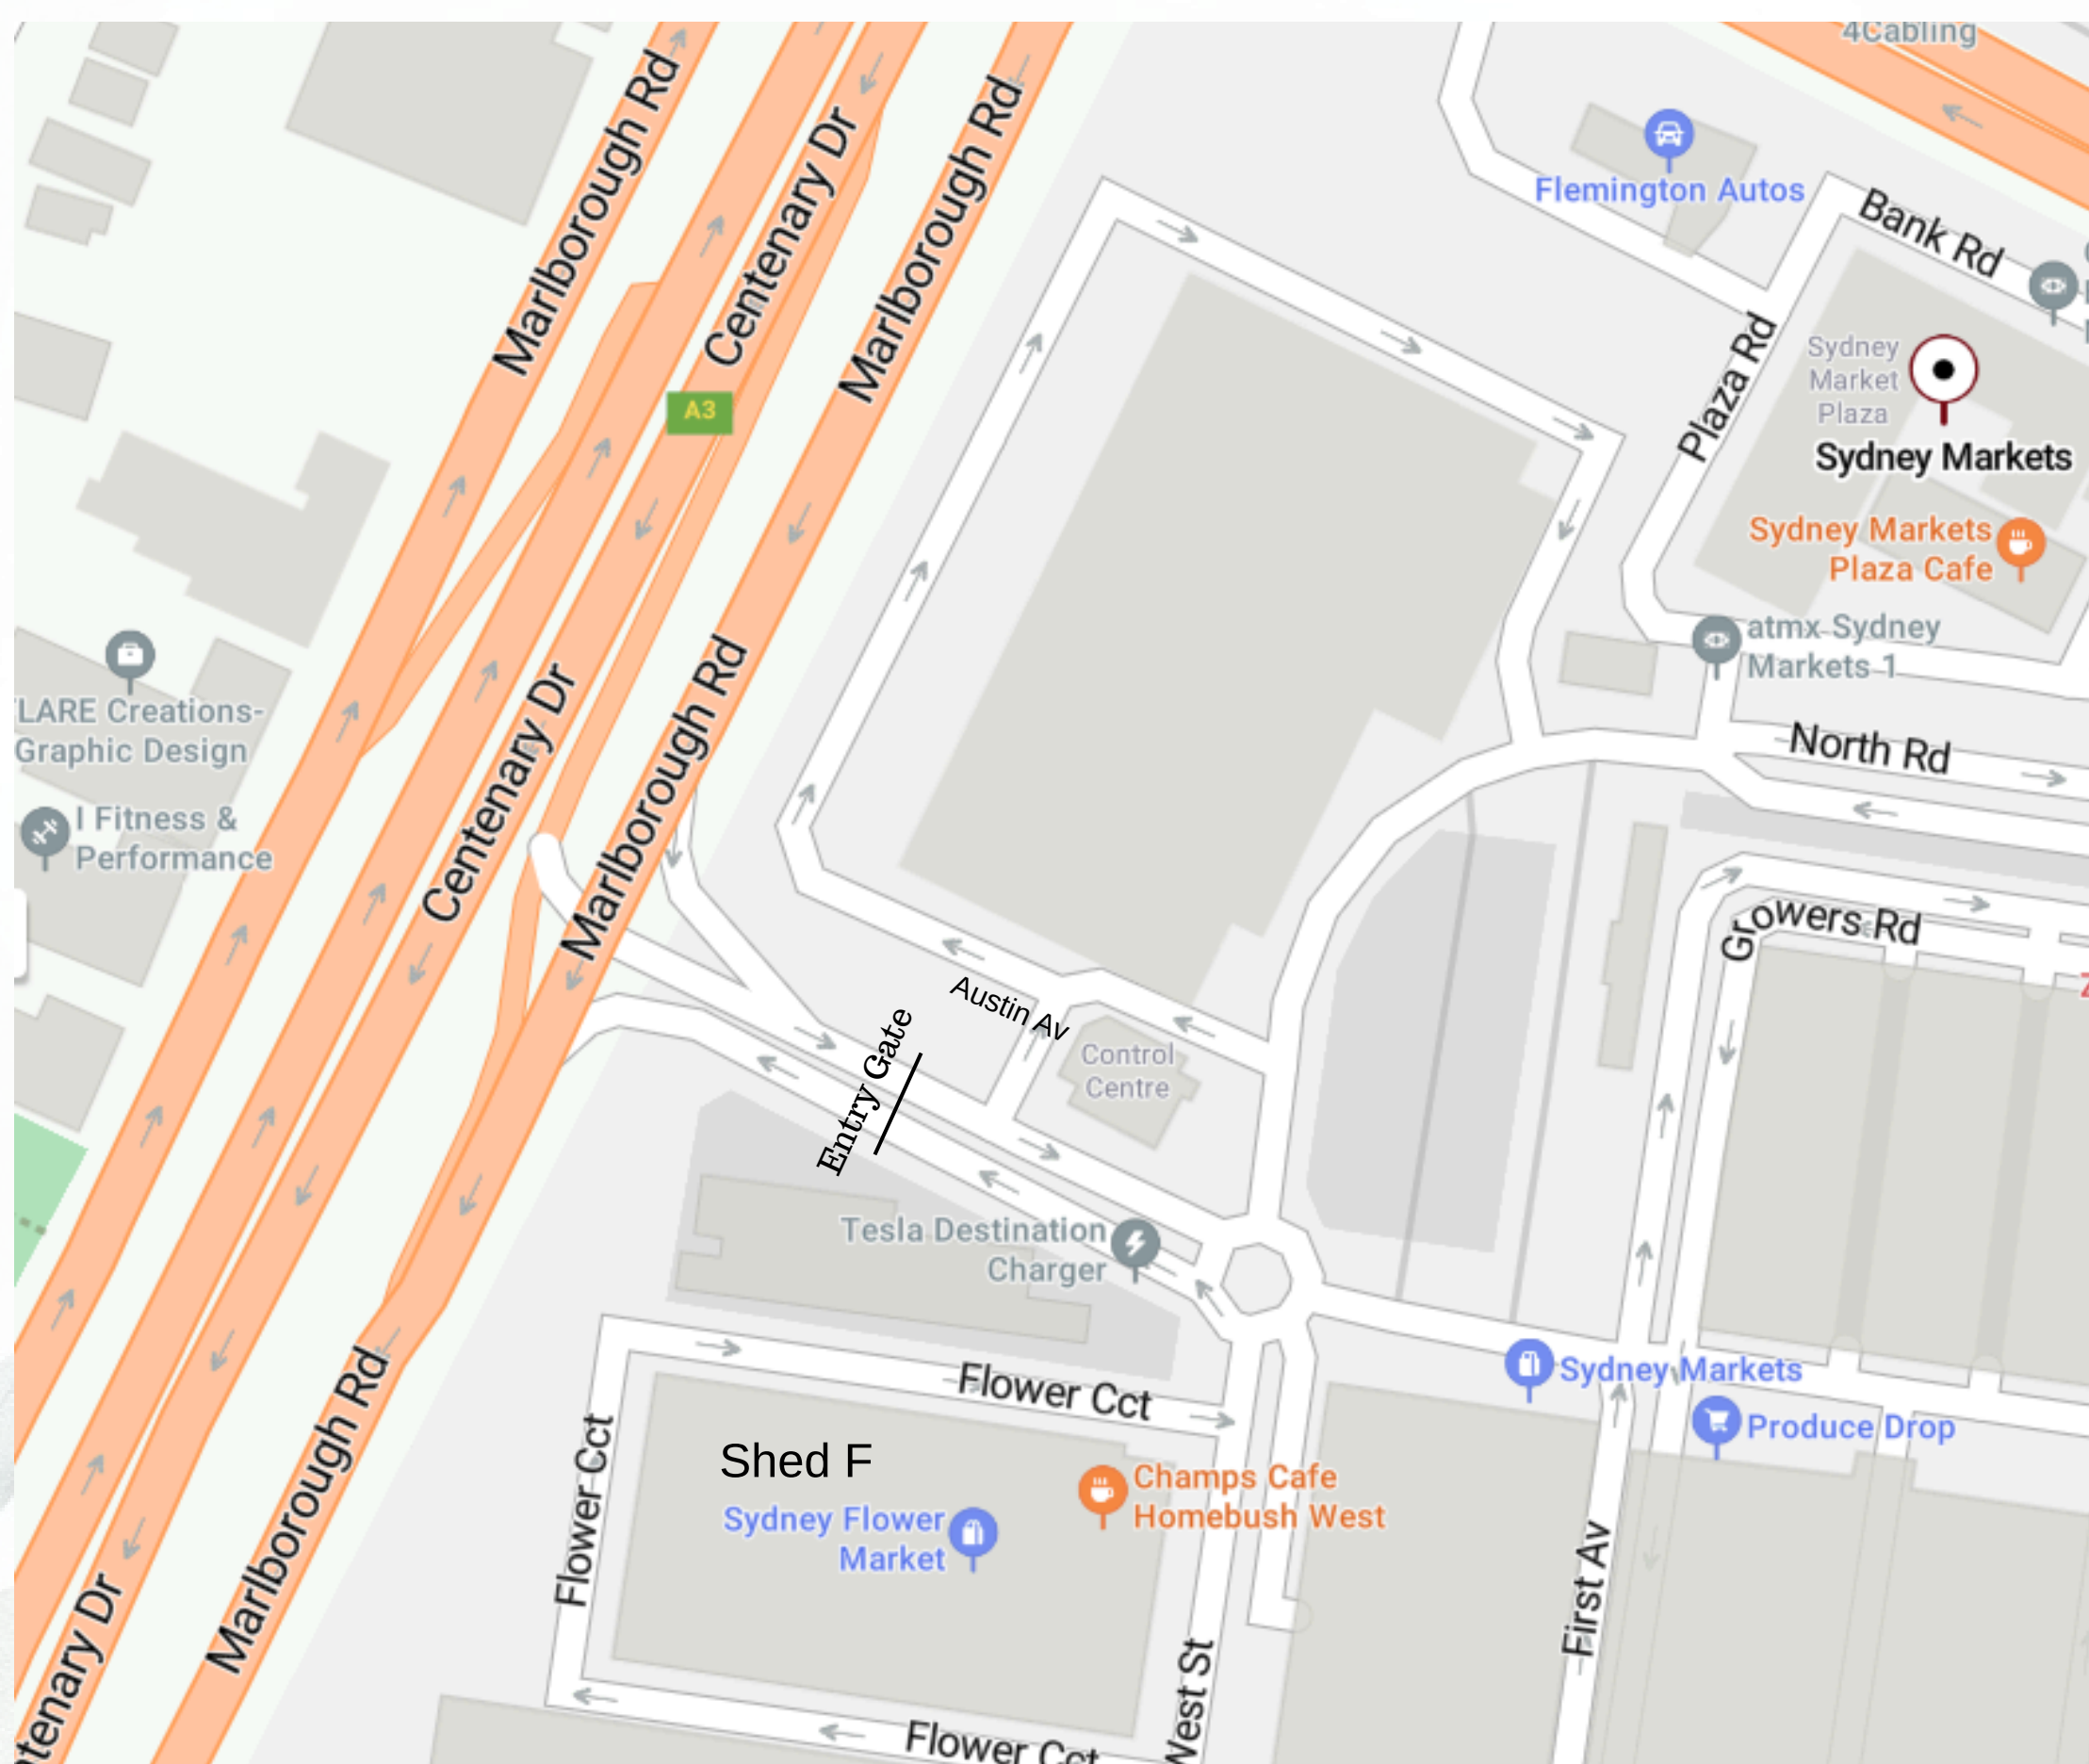 4Cabling
Marlborough Rd
Centenary Dr
Marlborough Rd
Flemington Autos
Bank Rd
Plaza Rd
Sydney
Market
Plaza
Sydney Markets
A3
Sydney Markets
Plaza Cafe
atmx Sydney
Markets 1
LARE Creations-
Graphic Design
Centenary Dr
Marlborough Rd
North Rd
I Fitness &
Performance
Growers Rd
Austin Av
Entry Gate
Control
Centre
Tesla Destination
Charger
Sydney Markets
Flower Cct
Produce Drop
Shed F
Flower Cct
Champs Cafe
Homebush West
Sydney Flower
Market
Marlborough Rd
First Av
West St
tenary Dr
Flower Cct